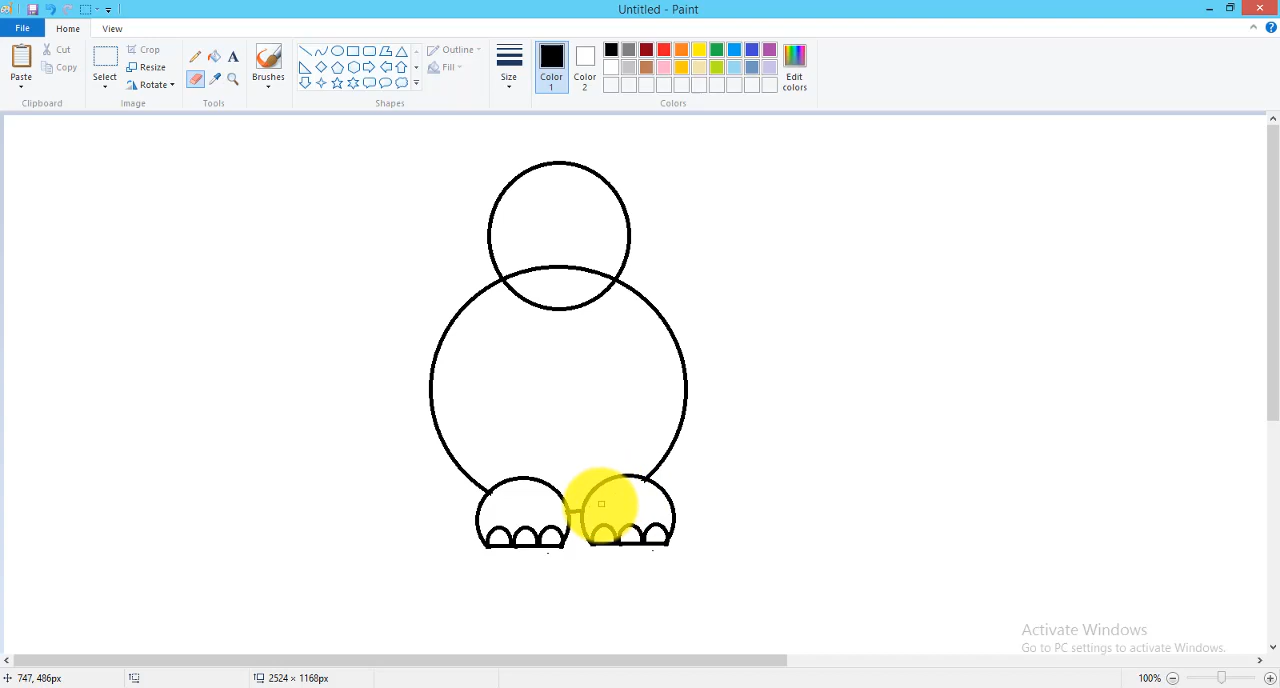 Untitled - Paint
File Home View
Paste
Cut
Copy
Clipboard
Select
Crop
Resize
Rotate
Image
Tools
Brushes
Outline
Fill
Shapes
Size
Color 1
Color 2
Edit colors
Colors
Activate Windows
Go to PC settings to activate Windows.
747, 486px
2524 × 1168px
100%